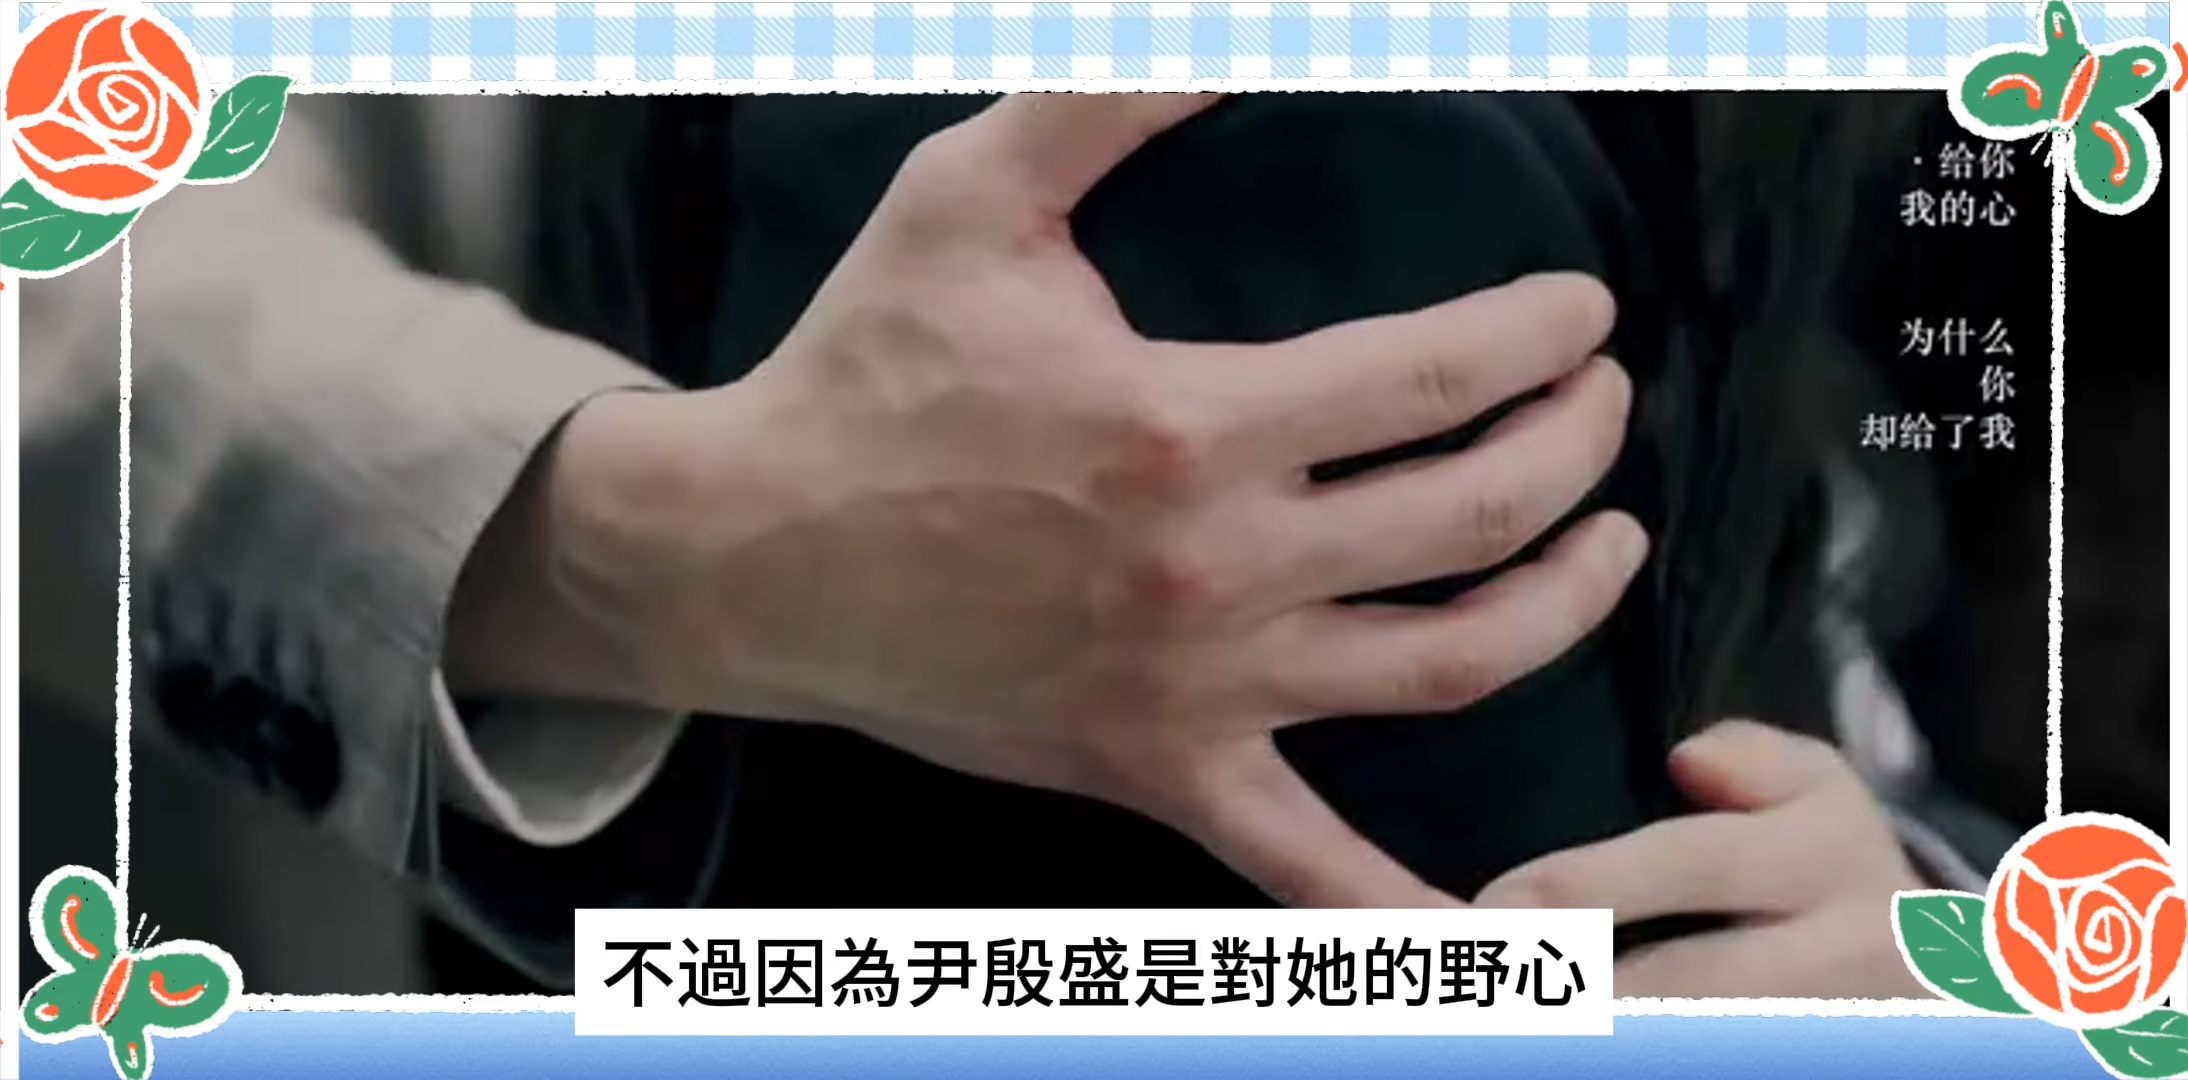 ·给你
我的心
为什么
你
却给了我
不過因為尹殷盛是對她的野心